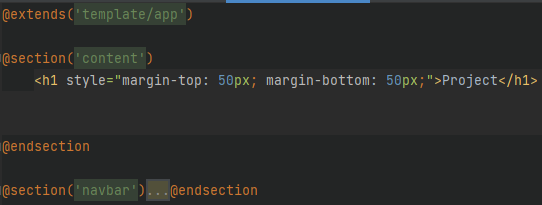 @extends('template/app')
@section('content')
<h1 style="margin-top: 50px; margin-bottom: 50px;">Project</h1>
@endsection
@section('navbar')...@endsection